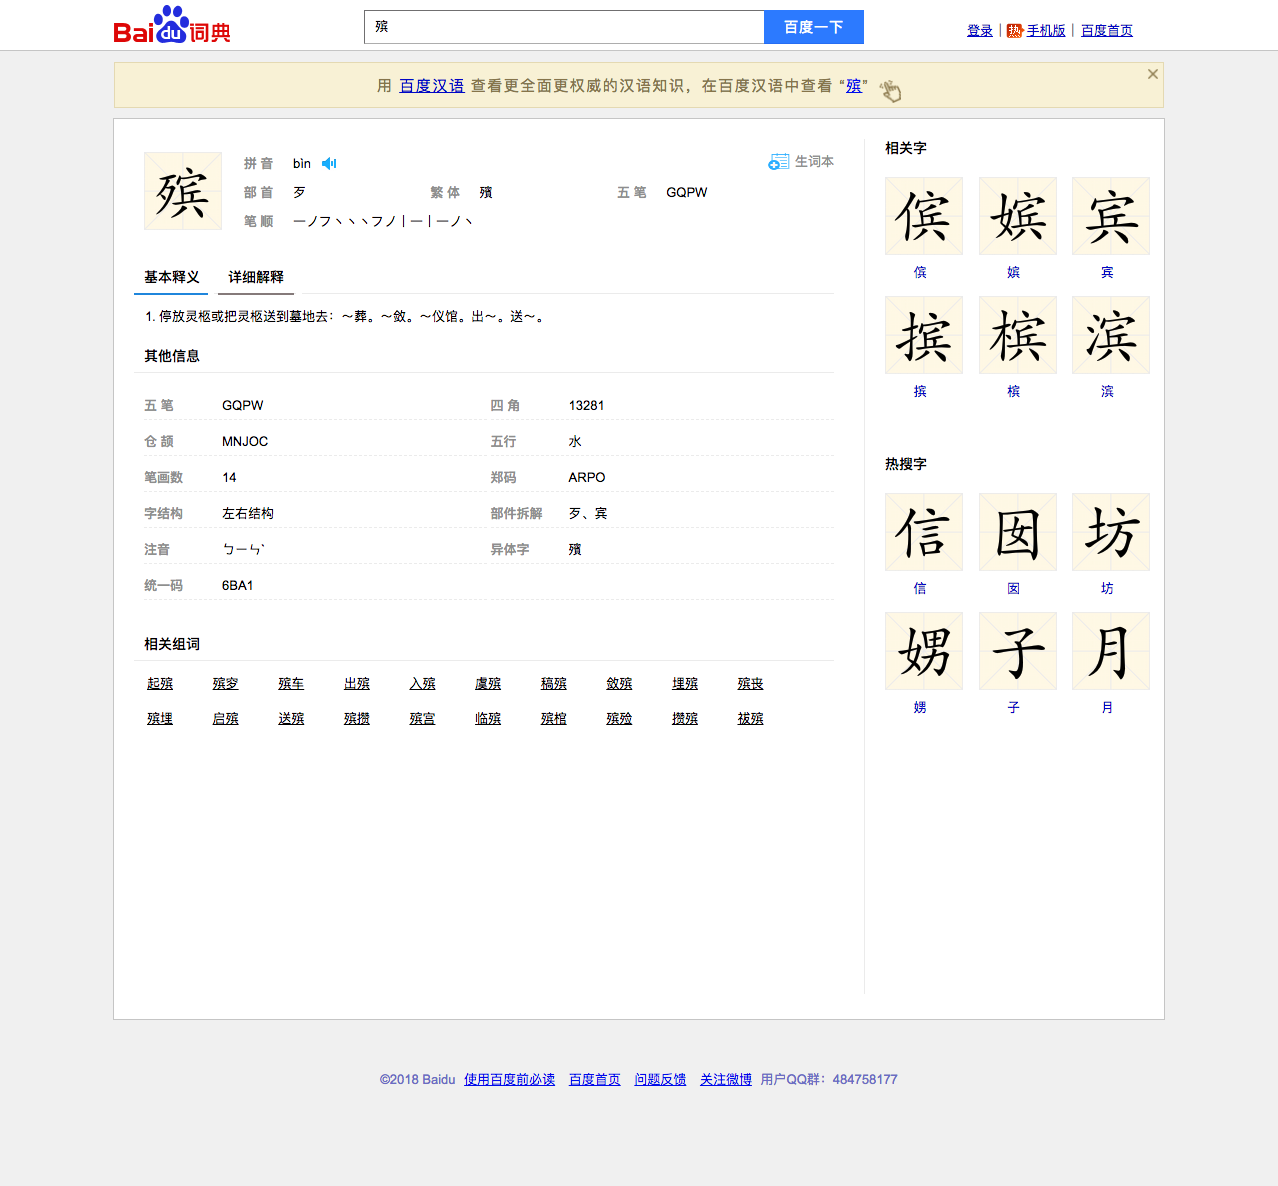 Baidu词典
殡
百度一下
登录 | 热 手机版 | 百度首页
用 百度汉语 查看更全面更权威的汉语知识，在百度汉语中查看 “殡”
殡
拼 音 bìn
生词本
部 首 歹 繁 体 殯 五 笔 GQPW
笔 顺 一ノフ丶丶丶フノ丨一丨一ノ丶
基本释义 详细解释
1. 停放灵柩或把灵柩送到墓地去：～葬。～敛。～仪馆。出～。送～。
其他信息
五 笔 GQPW 四 角 13281
仓 颉 MNJOC 五行 水
笔画数 14 郑码 ARPO
字结构 左右结构 部件拆解 歹、宾
注音 ㄅㄧㄣˋ 异体字 殯
统一码 6BA1
相关组词
起殡 殡穸 殡车 出殡 入殡 虞殡 稿殡 敛殡 埋殡 殡丧
殡埋 启殡 送殡 殡攒 殡宫 临殡 殡棺 殡殓 攒殡 祓殡
相关字
傧 嫔 宾
傧 嫔 宾
摈 槟 滨
摈 槟 滨
热搜字
信 囡 坊
信 囡 坊
娚 子 月
娚 子 月
©2018 Baidu 使用百度前必读 百度首页 问题反馈 关注微博 用户QQ群：484758177